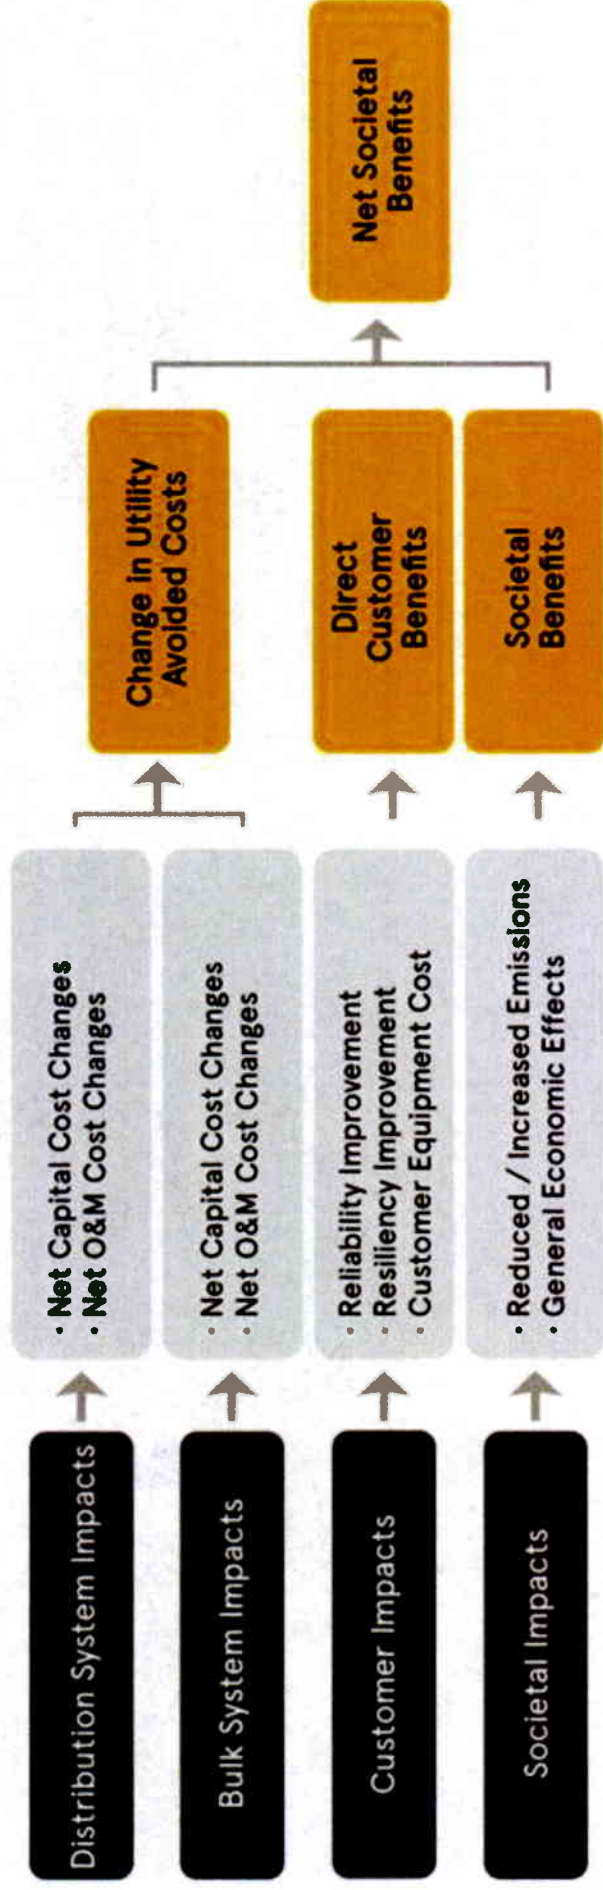 Distribution System Impacts
· Net Capital Cost Changes
· Net O&M Cost Changes
Bulk System Impacts
· Net Capital Cost Changes
· Net O&M Cost Changes
Change in Utility
Avoided Costs
Customer Impacts
· Reliability Improvement
· Resiliency Improvement
· Customer Equipment Cost
Direct
Customer
Benefits
Societal Impacts
· Reduced / Increased Emissions
· General Economic Effects
Societal
Benefits
Net Societal
Benefits